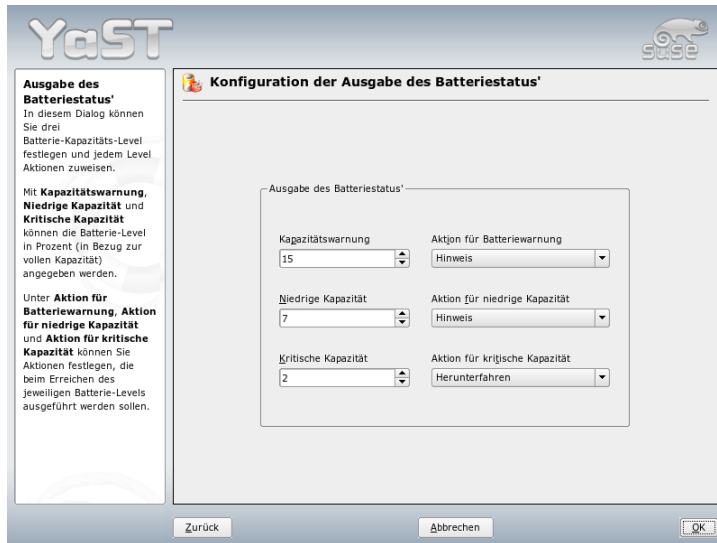 YaST
SUSE
Ausgabe des
Batteriestatus'
In diesem Dialog können
Sie drei
Batterie-Kapazitäts-Level
festlegen und jedem Level
Aktionen zuweisen.
Mit Kapazitätswarnung,
Niedrige Kapazität und
Kritische Kapazität
können die Batterie-Level
in Prozent (in Bezug zur
vollen Kapazität)
angegeben werden.
Unter Aktion für
Batteriewarnung, Aktion
für niedrige Kapazität
und Aktion für kritische
Kapazität können Sie
Aktionen festlegen, die
beim Erreichen des
jeweiligen Batterie-Levels
ausgeführt werden sollen.
Konfiguration der Ausgabe des Batteriestatus'
Ausgabe des Batteriestatus'
Kapazitätswarnung
15
Aktion für Batteriewarnung
Hinweis
Niedrige Kapazität
7
Aktion für niedrige Kapazität
Hinweis
Kritische Kapazität
2
Aktion für kritische Kapazität
Herunterfahren
Zurück
Abbrechen
OK